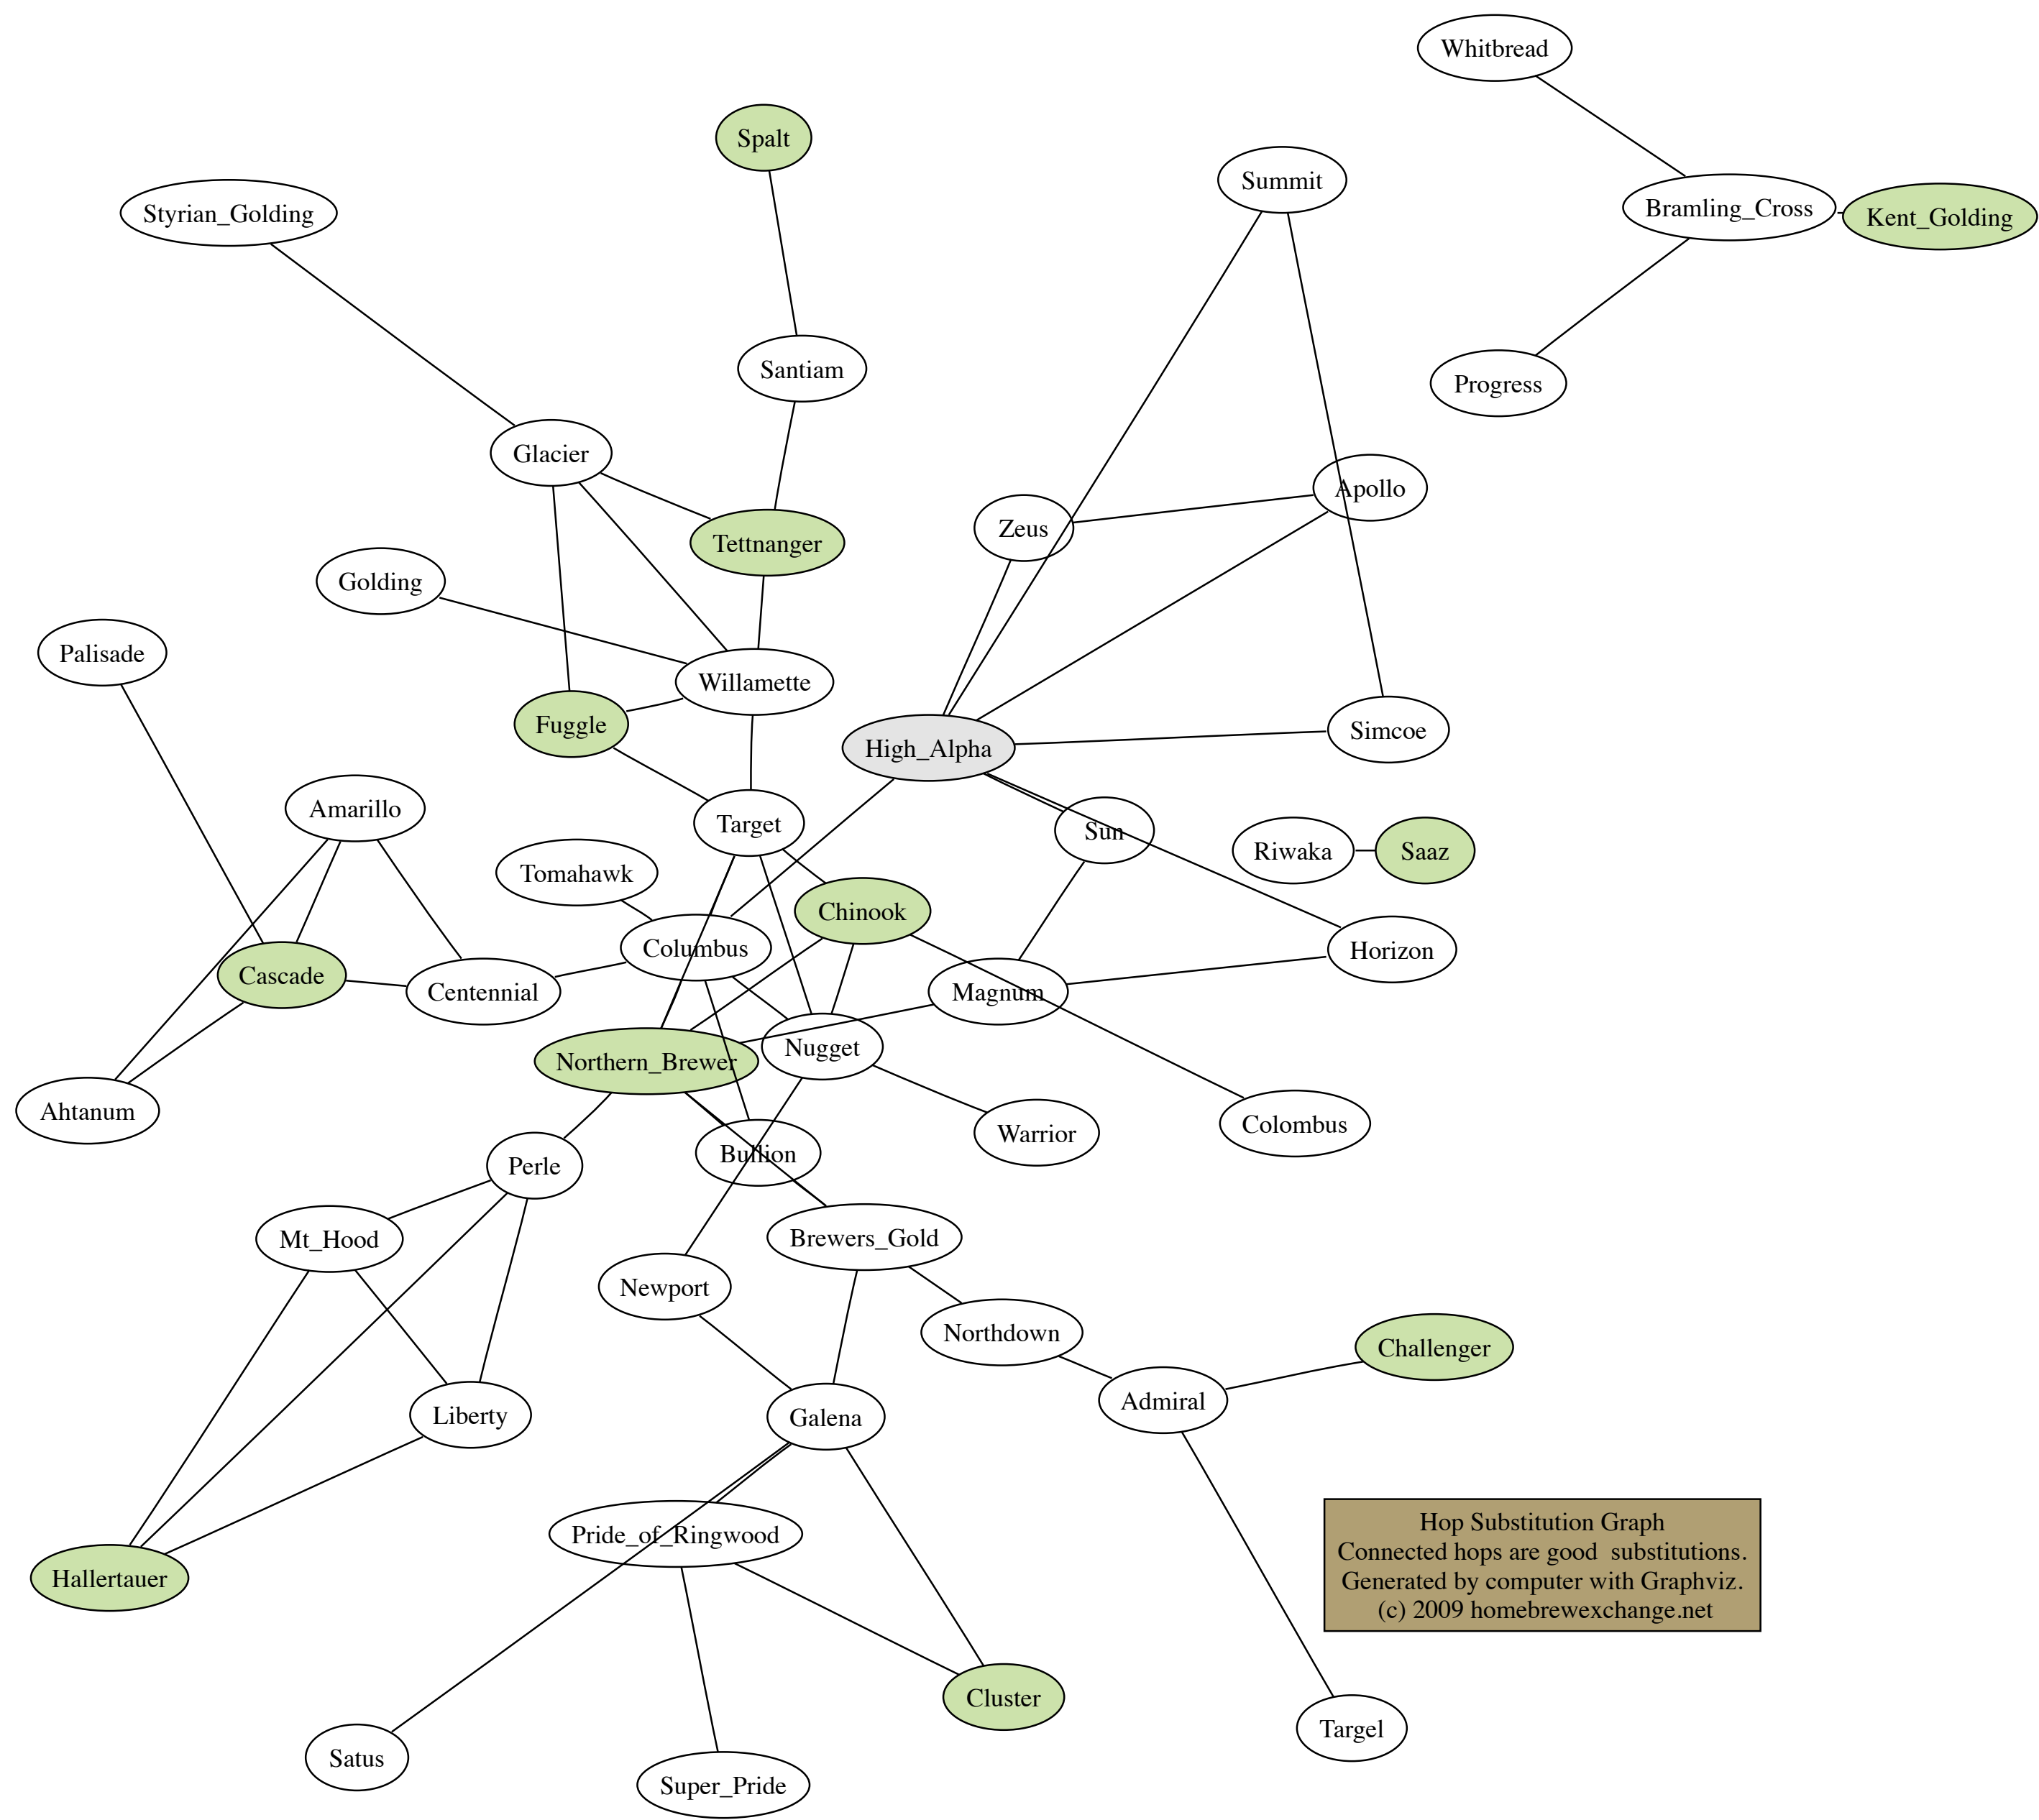 Whitbread
Spalt
Summit
Bramling_Cross
Kent_Golding
Styrian_Golding
Santiam
Progress
Glacier
Apollo
Zeus
Tettnanger
Golding
Palisade
Willamette
Fuggle
High_Alpha
Simcoe
Amarillo
Target
Sun
Riwaka
Saaz
Tomahawk
Chinook
Columbus
Horizon
Cascade
Centennial
Magnum
Nugget
Northern_Brewer
Ahtanum
Colombus
Warrior
Bullion
Perle
Mt_Hood
Brewers_Gold
Newport
Northdown
Challenger
Admiral
Liberty
Galena
Hop Substitution Graph
Connected hops are good  substitutions.
Generated by computer with Graphviz.
(c) 2009 homebrewexchange.net
Pride_of_Ringwood
Hallertauer
Cluster
Targel
Satus
Super_Pride